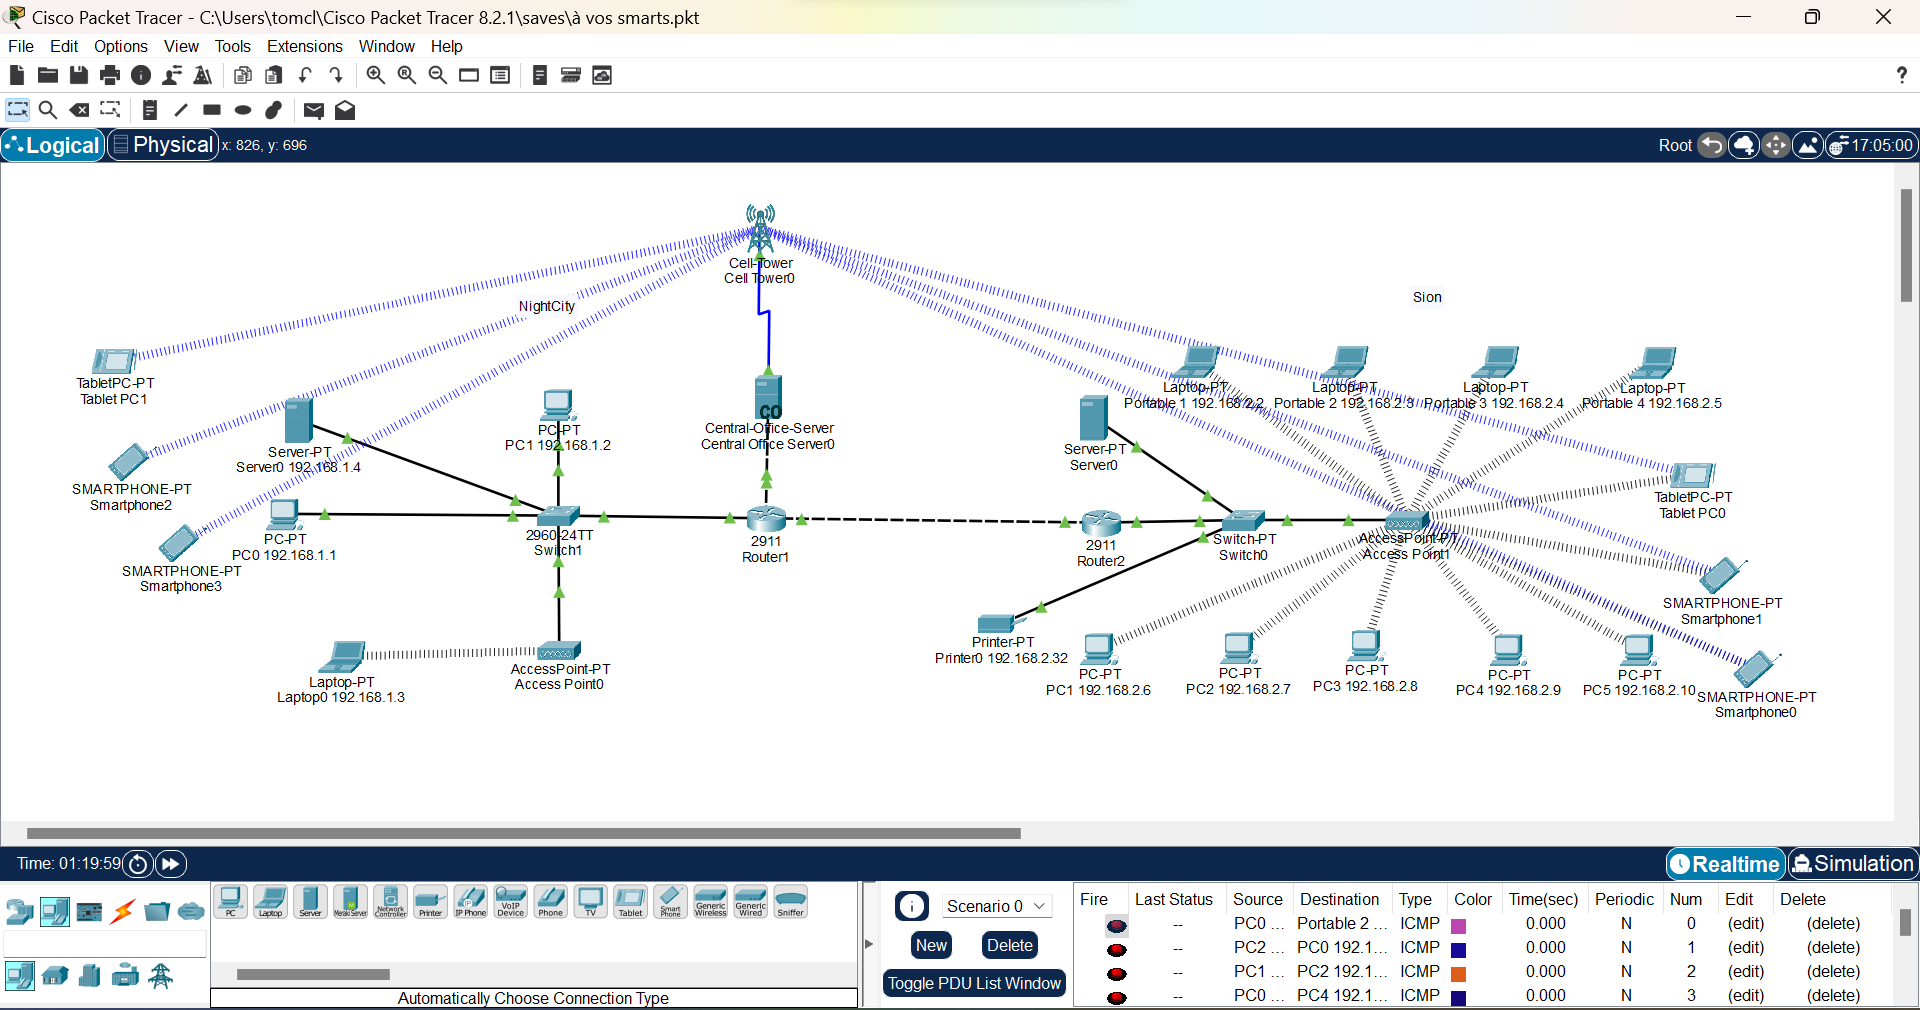 Cisco Packet Tracer - C:\Users\tomcl\Cisco Packet Tracer 8.2.1\saves\à vos smarts.pkt
File Edit Options View Tools Extensions Window Help
?
Logical Physical x: 826, y: 696 Root 17:05:00
Cell-Tower
Cell Tower0
NightCity
Sion
TabletPC-PT
Tablet PC1
Laptop-PT
Portable 1 192.168.2.2
Laptop-PT
Portable 2 192.168.2.3
Laptop-PT
Portable 3 192.168.2.4
Laptop-PT
Portable 4 192.168.2.5
CO
Central-Office-Server
Central Office Server0
PC-PT
PC1 192.168.1.2
Server-PT
Server0 192.168.1.4
Server-PT
Server0
SMARTPHONE-PT
Smartphone2
TabletPC-PT
Tablet PC0
PC-PT
PC0 192.168.1.1
2960-24TT
Switch1
2911
Router1
2911
Router2
Switch-PT
Switch0
AccessPoint-PT
Access Point1
SMARTPHONE-PT
Smartphone3
SMARTPHONE-PT
Smartphone1
Printer-PT
Printer0 192.168.2.32
Laptop-PT
Laptop0 192.168.1.3
AccessPoint-PT
Access Point0
PC-PT
PC1 192.168.2.6
PC-PT
PC2 192.168.2.7
PC-PT
PC3 192.168.2.8
PC-PT
PC4 192.168.2.9
PC-PT
PC5 192.168.2.10
SMARTPHONE-PT
Smartphone0
Time: 01:19:59 Realtime Simulation
PC Laptop Server Meraki Server Network Controller Printer IP Phone VoIP Device Phone TV Tablet Smart Phone Generic Wireless Generic Wired Sniffer
Automatically Choose Connection Type
Scenario 0
New Delete
Toggle PDU List Window
Fire Last Status Source Destination Type Color Time(sec) Periodic Num Edit Delete
-- PC0 ... Portable 2 ... ICMP 0.000 N 0 (edit) (delete)
-- PC2 ... PC0 192.1... ICMP 0.000 N 1 (edit) (delete)
-- PC1 ... PC2 192.1... ICMP 0.000 N 2 (edit) (delete)
-- PC0 ... PC4 192.1... ICMP 0.000 N 3 (edit) (delete)